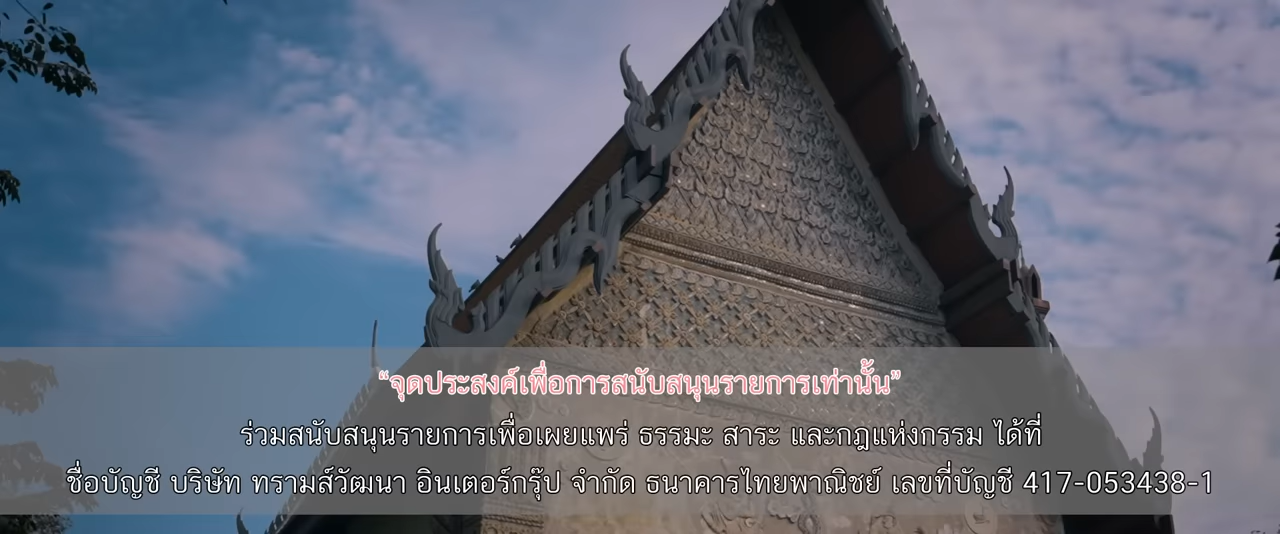 “จุดประสงค์เพื่อการสนับสนุนรายการเท่านั้น”
ร่วมสนับสนุนรายการเพื่อเผยแพร่ ธรรมะ สาระ และกฎแห่งกรรม ได้ที่
ชื่อบัญชี บริษัท ทรามส์วัฒนา อินเตอร์กรุ๊ป จำกัด ธนาคารไทยพาณิชย์ เลขที่บัญชี 417-053438-1